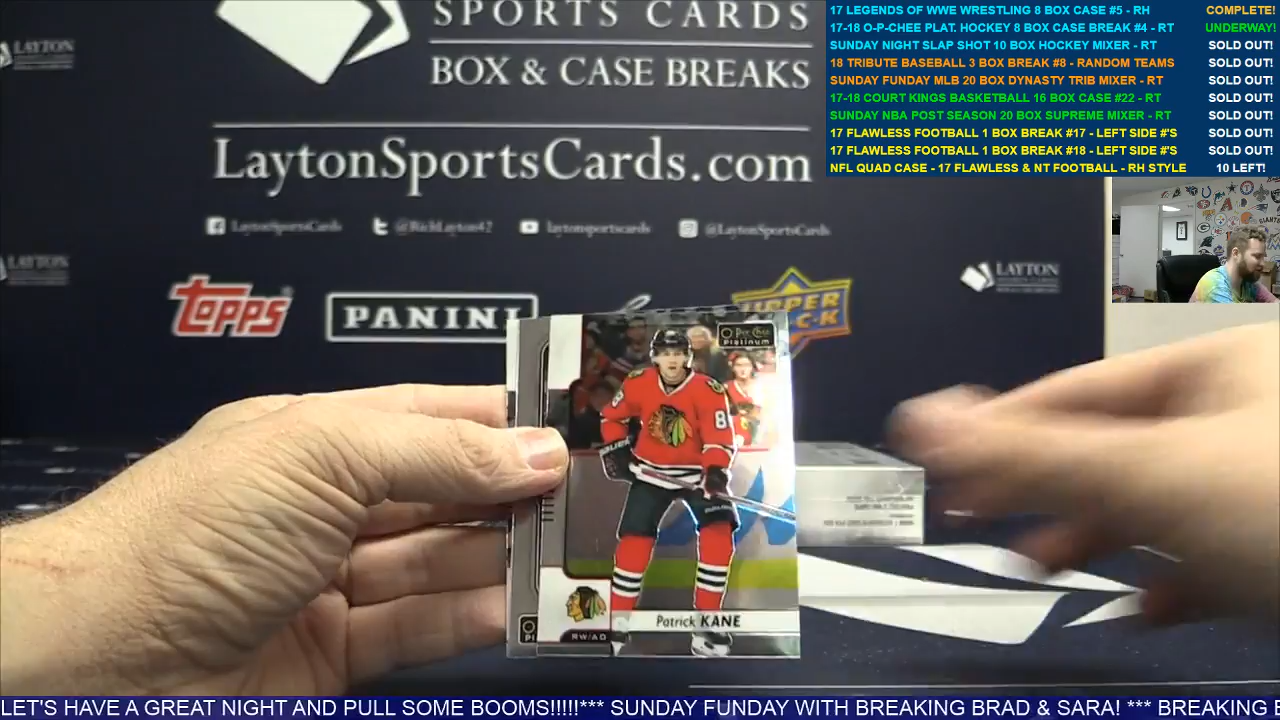 SPORTS CARDS
BOX & CASE BREAKS
LaytonSportsCards.com
LaytonSportsCards
@RichLayton17
laytonsportscards
@LaytonSportsCards
LAYTON
LAYTON
LAYTON
topps
PANINI
UPPER
O-Pee-Chee
Platinum
88
Patrick KANE
RW/AD
17 LEGENDS OF WWE WRESTLING 8 BOX CASE #5 - RH COMPLETE!
17-18 O-P-CHEE PLAT. HOCKEY 8 BOX CASE BREAK #4 - RT UNDERWAY!
SUNDAY NIGHT SLAP SHOT 10 BOX HOCKEY MIXER - RT SOLD OUT!
18 TRIBUTE BASEBALL 3 BOX BREAK #8 - RANDOM TEAMS SOLD OUT!
SUNDAY FUNDAY MLB 20 BOX DYNASTY TRIB MIXER - RT SOLD OUT!
17-18 COURT KINGS BASKETBALL 16 BOX CASE #22 - RT SOLD OUT!
SUNDAY NBA POST SEASON 20 BOX SUPREME MIXER - RT SOLD OUT!
17 FLAWLESS FOOTBALL 1 BOX BREAK #17 - LEFT SIDE #'S SOLD OUT!
17 FLAWLESS FOOTBALL 1 BOX BREAK #18 - LEFT SIDE #'S SOLD OUT!
NFL QUAD CASE - 17 FLAWLESS & NT FOOTBALL - RH STYLE 10 LEFT!
LET'S HAVE A GREAT NIGHT AND PULL SOME BOOMS!!!!!*** SUNDAY FUNDAY WITH BREAKING BRAD & SARA! *** BREAKING